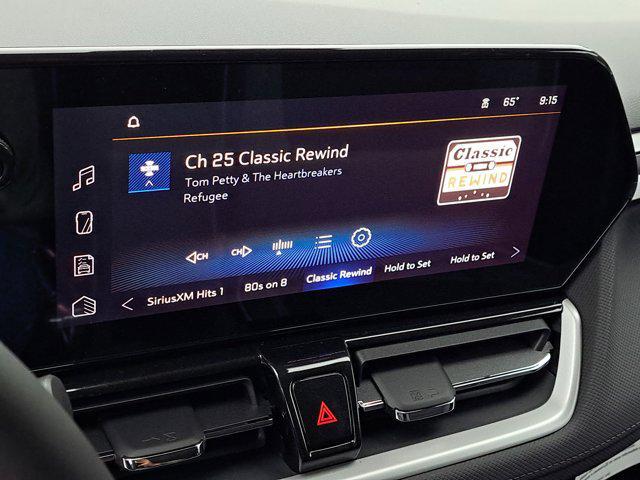 65° 9:15
Ch 25 Classic Rewind
Tom Petty & The Heartbreakers
Refugee
Classic
REWIND
CH CH
SiriusXM Hits 1 80s on 8 Classic Rewind Hold to Set Hold to Set